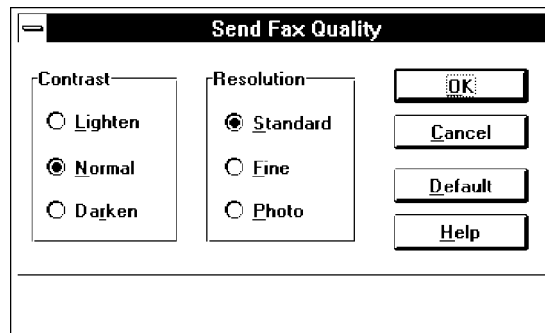 Send Fax Quality
Contrast
Lighten
Normal
Darken
Resolution
Standard
Fine
Photo
OK
Cancel
Default
Help